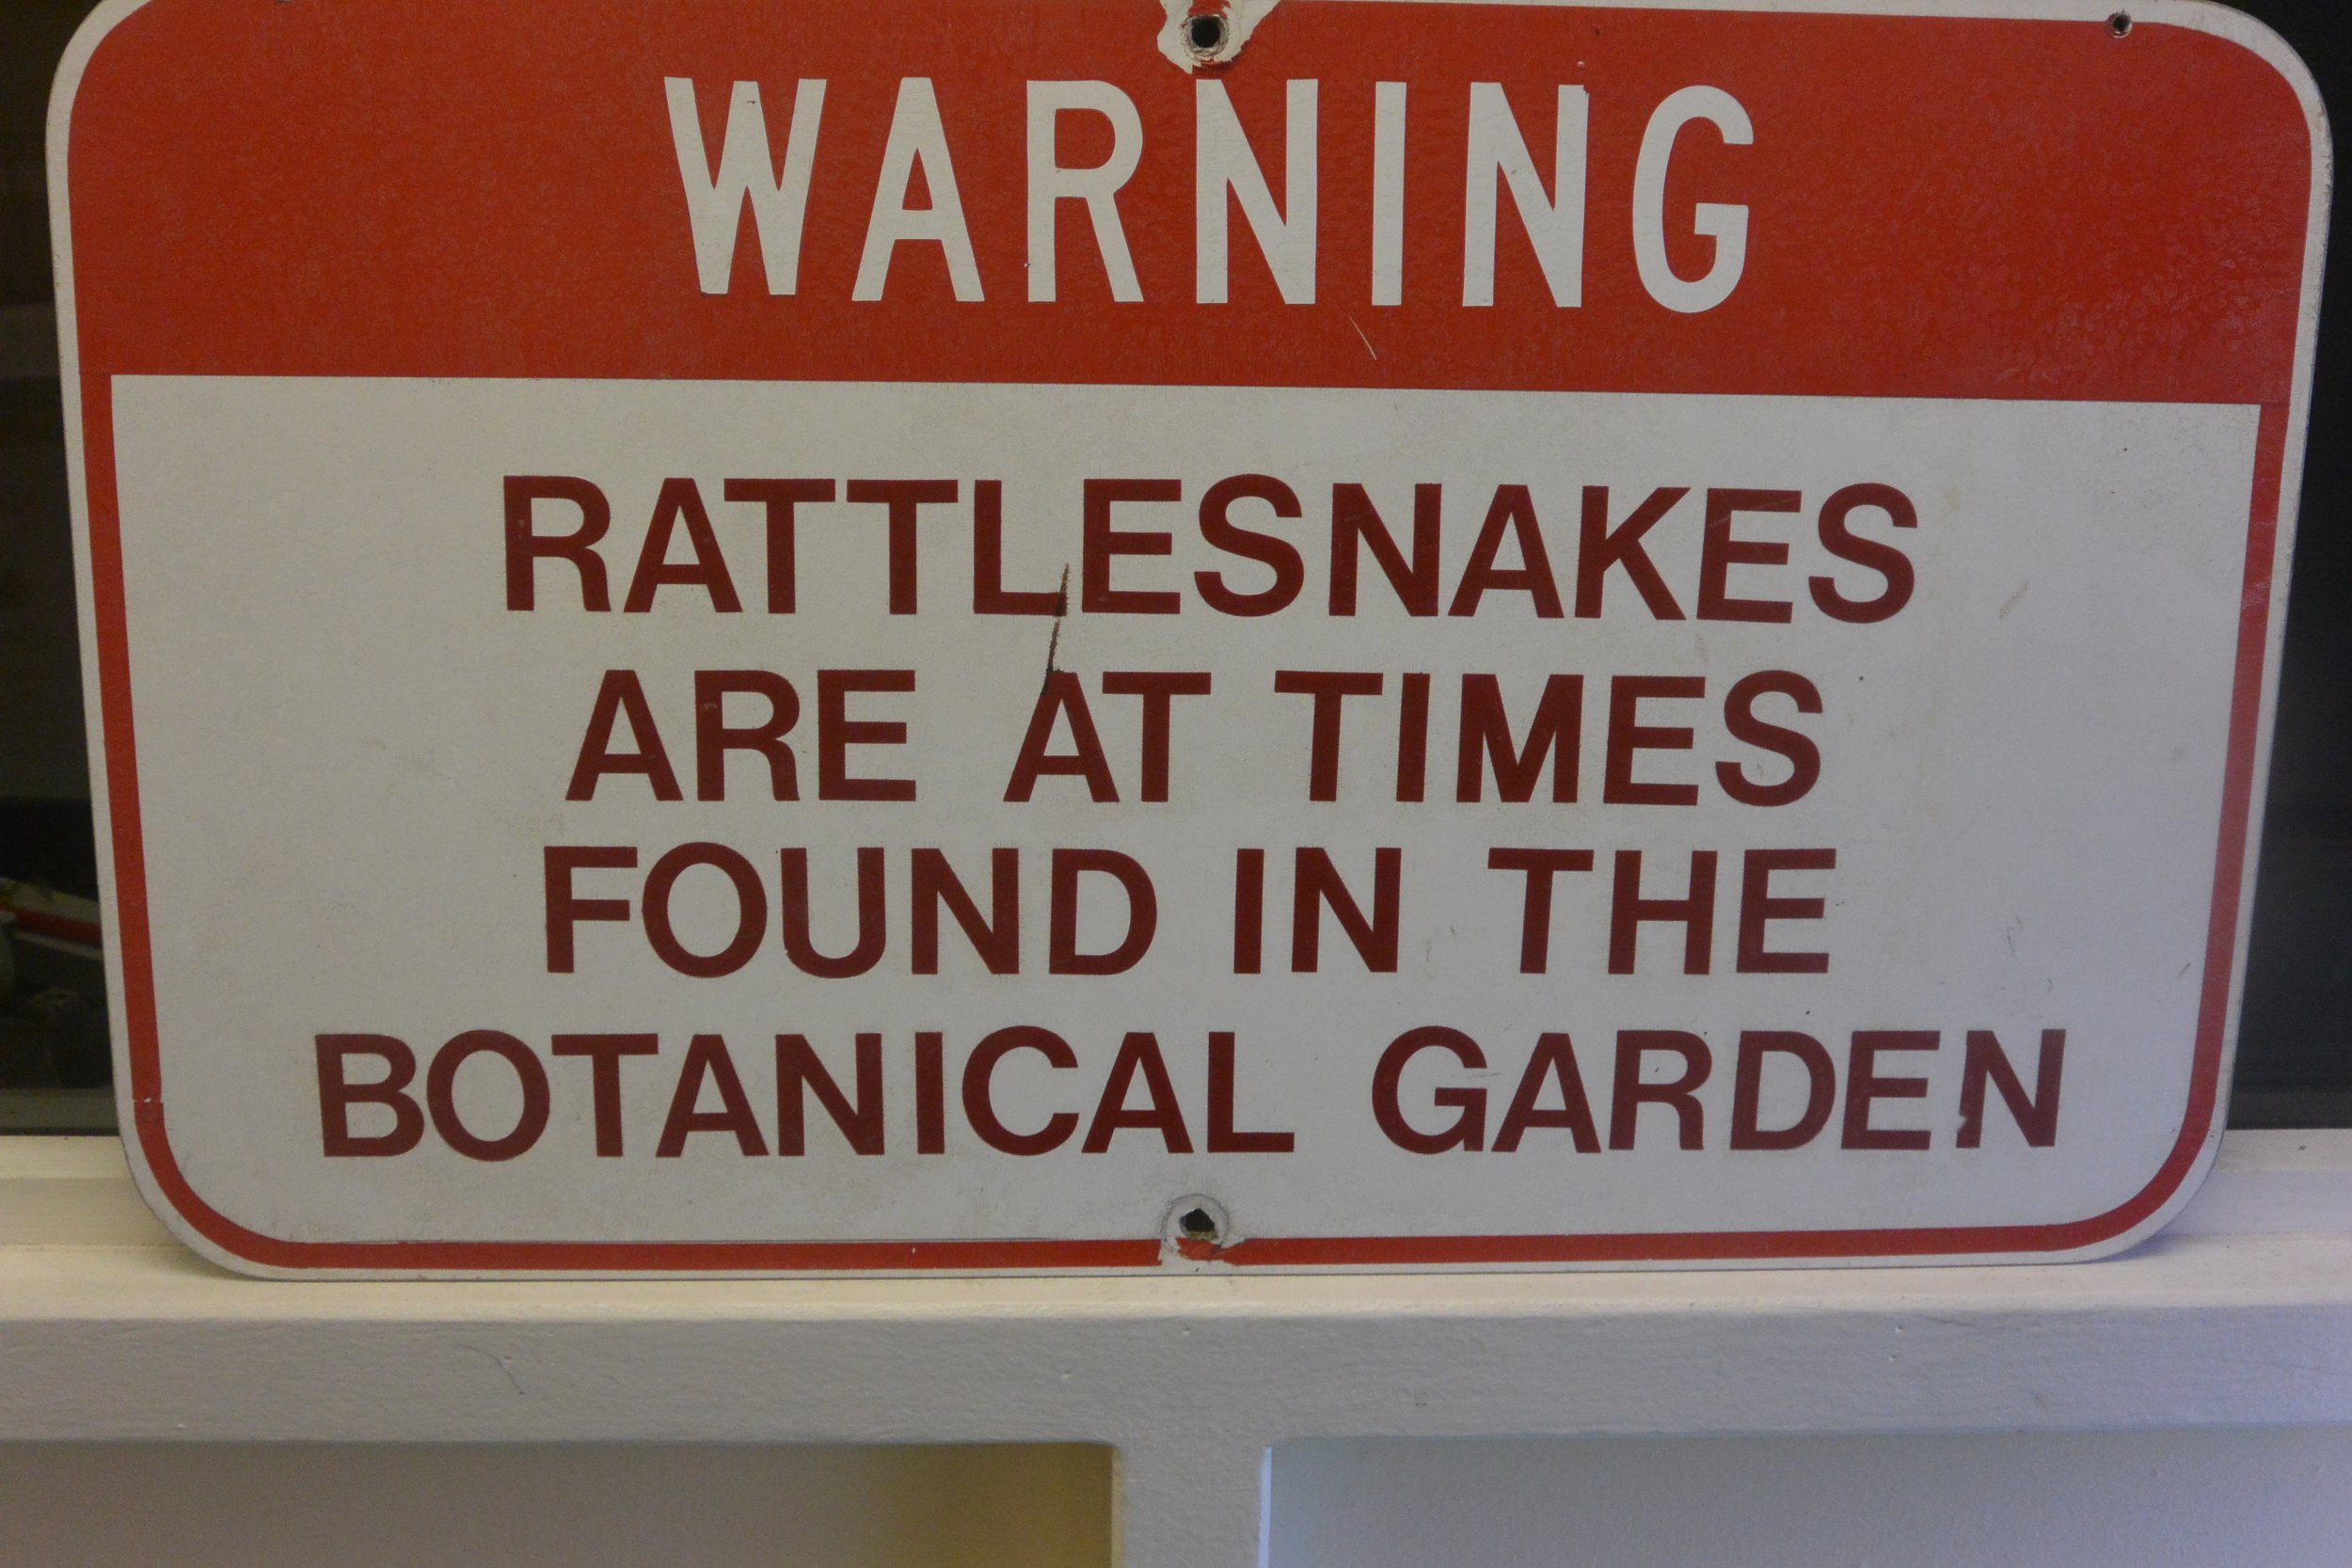 WARNING
RATTLESNAKES
ARE AT TIMES
FOUND IN THE
BOTANICAL GARDEN